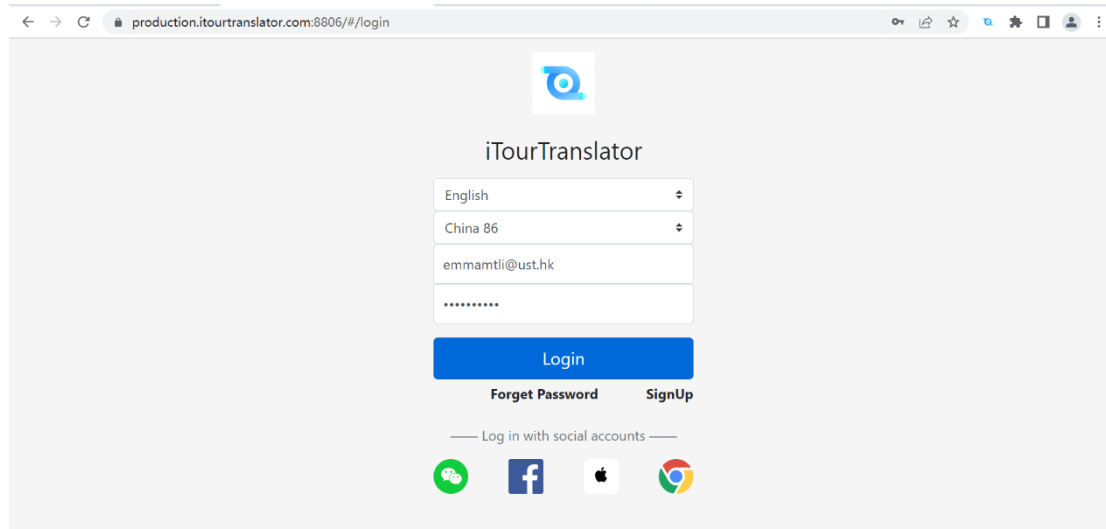 production.itourtranslator.com:8806/#/login
iTourTranslator
English
China 86
emmamtli@ust.hk
••••••••••
Login
Forget Password SignUp
Log in with social accounts